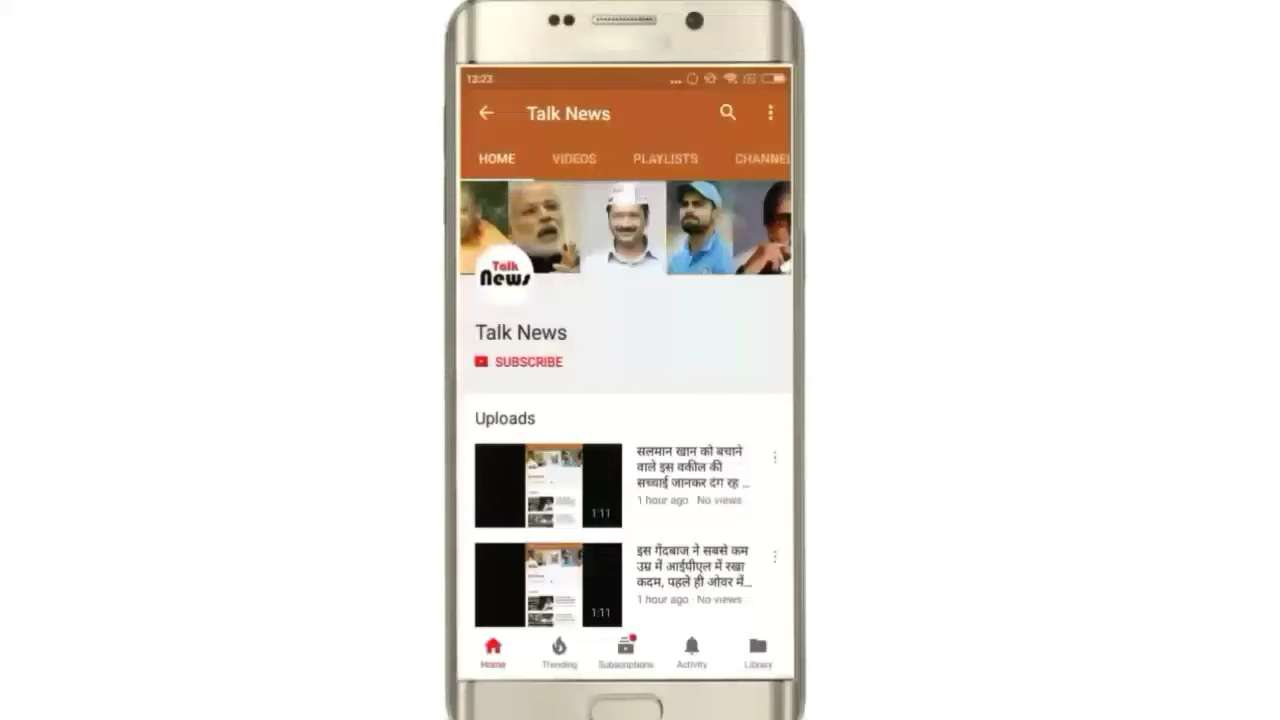 13:23
Talk News
HOME VIDEOS PLAYLISTS CHANNEL
Talk
News
Talk News
SUBSCRIBE
Uploads
सलमान खान को बचाने
वाले इस वकील की
सच्चाई जानकर दंग रह ...
1 hour ago · No views
1:11
इस गेंदबाज ने सबसे कम
उम्र में आईपीएल में रखा
कदम, पहले ही ओवर में...
1 hour ago · No views
1:11
Home Trending Subscriptions Activity Library